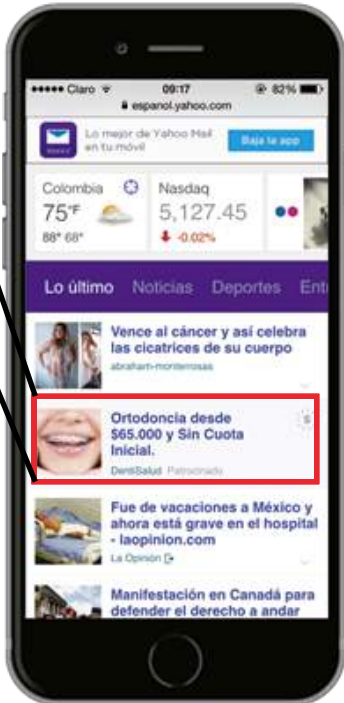 Claro 09:17 82%
espanol.yahoo.com
Lo mejor de Yahoo Mail
en tu móvil
Baja la app
Colombia
75°F
88° 68°
Nasdaq
5,127.45
-0.02%
Lo último Noticias Deportes Ent
Vence al cáncer y así celebra
las cicatrices de su cuerpo
abraham-monterrosas
Ortodoncia desde
$65.000 y Sin Cuota
Inicial.
DentiSalud Patrocinado
Fue de vacaciones a México y
ahora está grave en el hospital
- laopinion.com
La Opinión
Manifestación en Canadá para
defender el derecho a andar